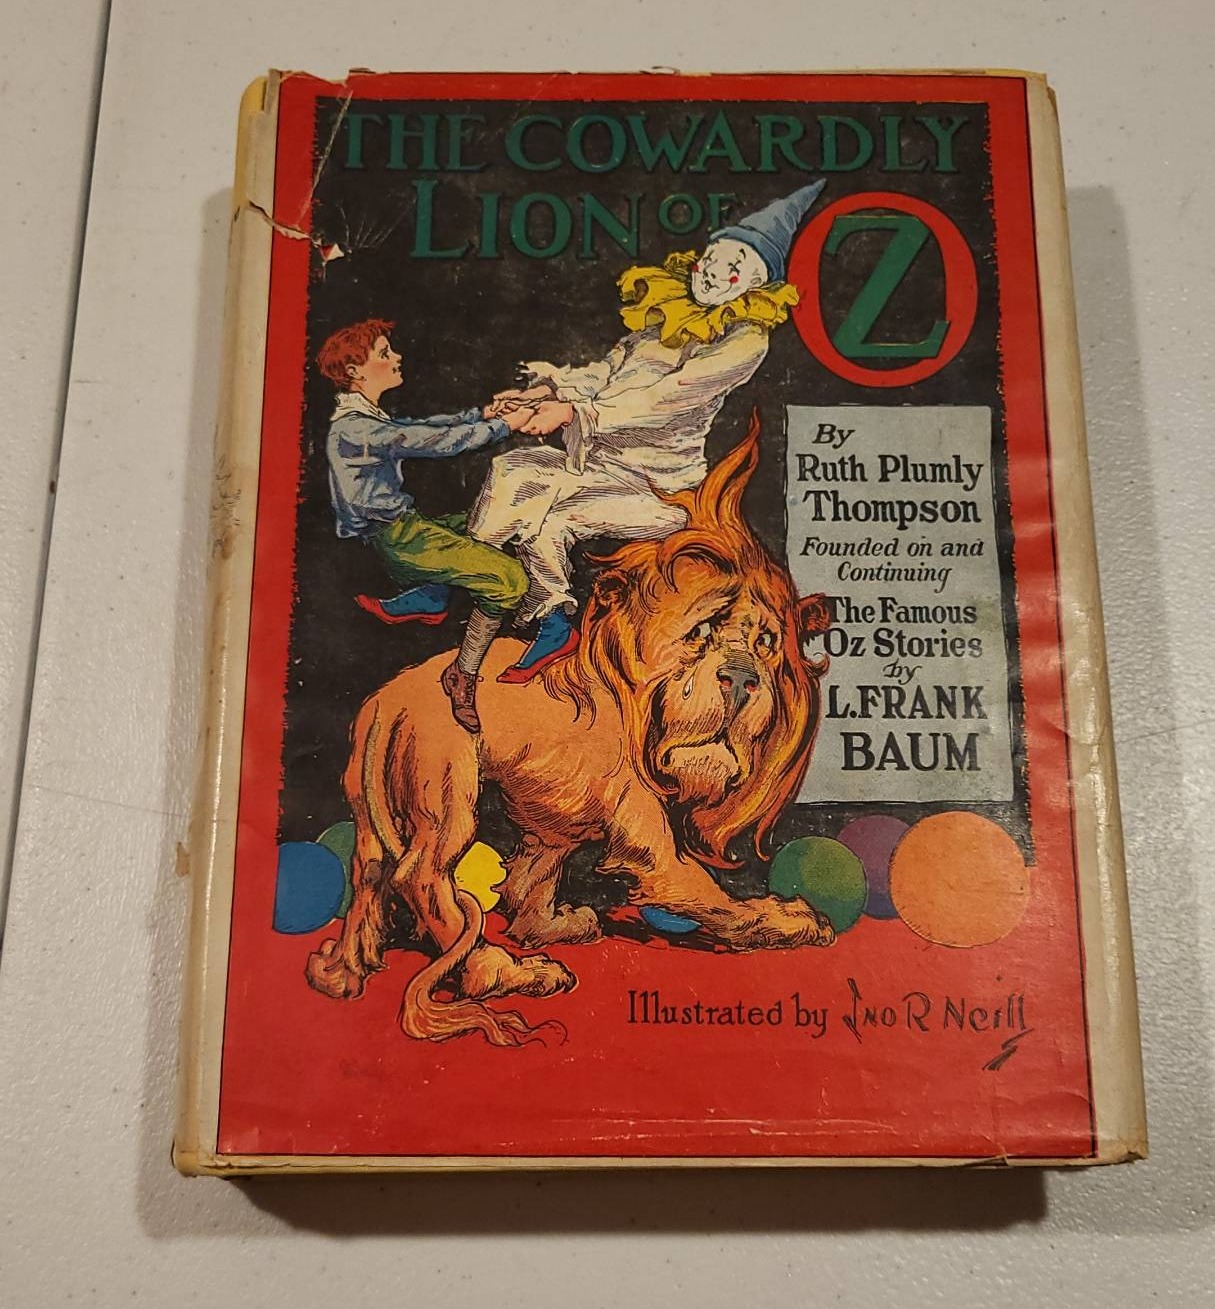 THE COWARDLY
LION OF OZ
By
Ruth Plumly
Thompson
Founded on and
Continuing
The Famous
Oz Stories
by
L. FRANK
BAUM
Illustrated by Jno R Neill